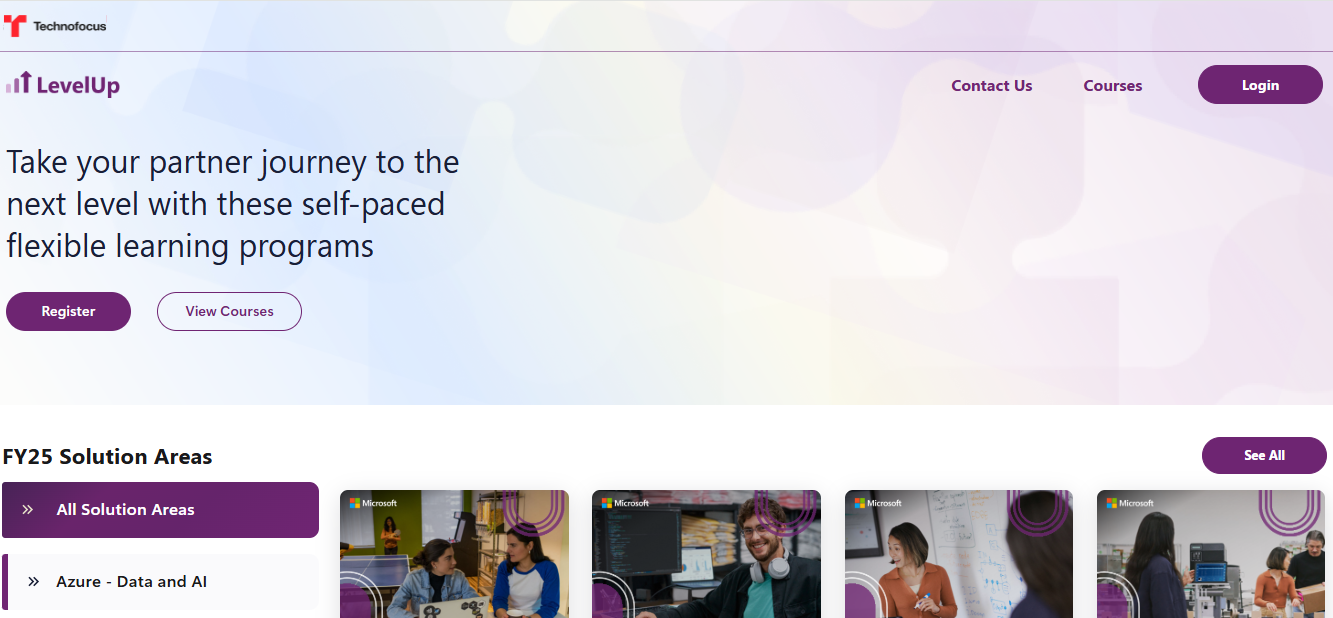 Technofocus
LevelUp
Contact Us
Courses
Login
Take your partner journey to the
next level with these self-paced
flexible learning programs
Register
View Courses
FY25 Solution Areas
See All
All Solution Areas
Azure - Data and AI
Microsoft
Microsoft
Microsoft
Microsoft